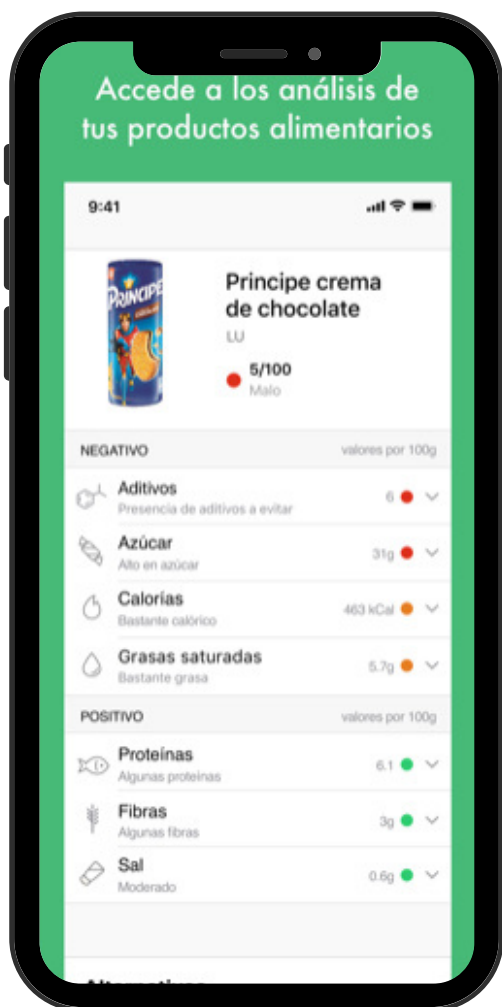 Accede a los análisis de
tus productos alimentarios
9:41
PRINCIPE
Principe crema
de chocolate
LU
5/100
Malo
NEGATIVO valores por 100g
Aditivos
Presencia de aditivos a evitar
6
Azúcar
Alto en azúcar
31g
Calorías
Bastante calórico
463 kCal
Grasas saturadas
Bastante grasa
5.7g
POSITIVO valores por 100g
Proteínas
Algunas proteínas
6.1
Fibras
Algunas fibras
3g
Sal
Moderado
0.6g